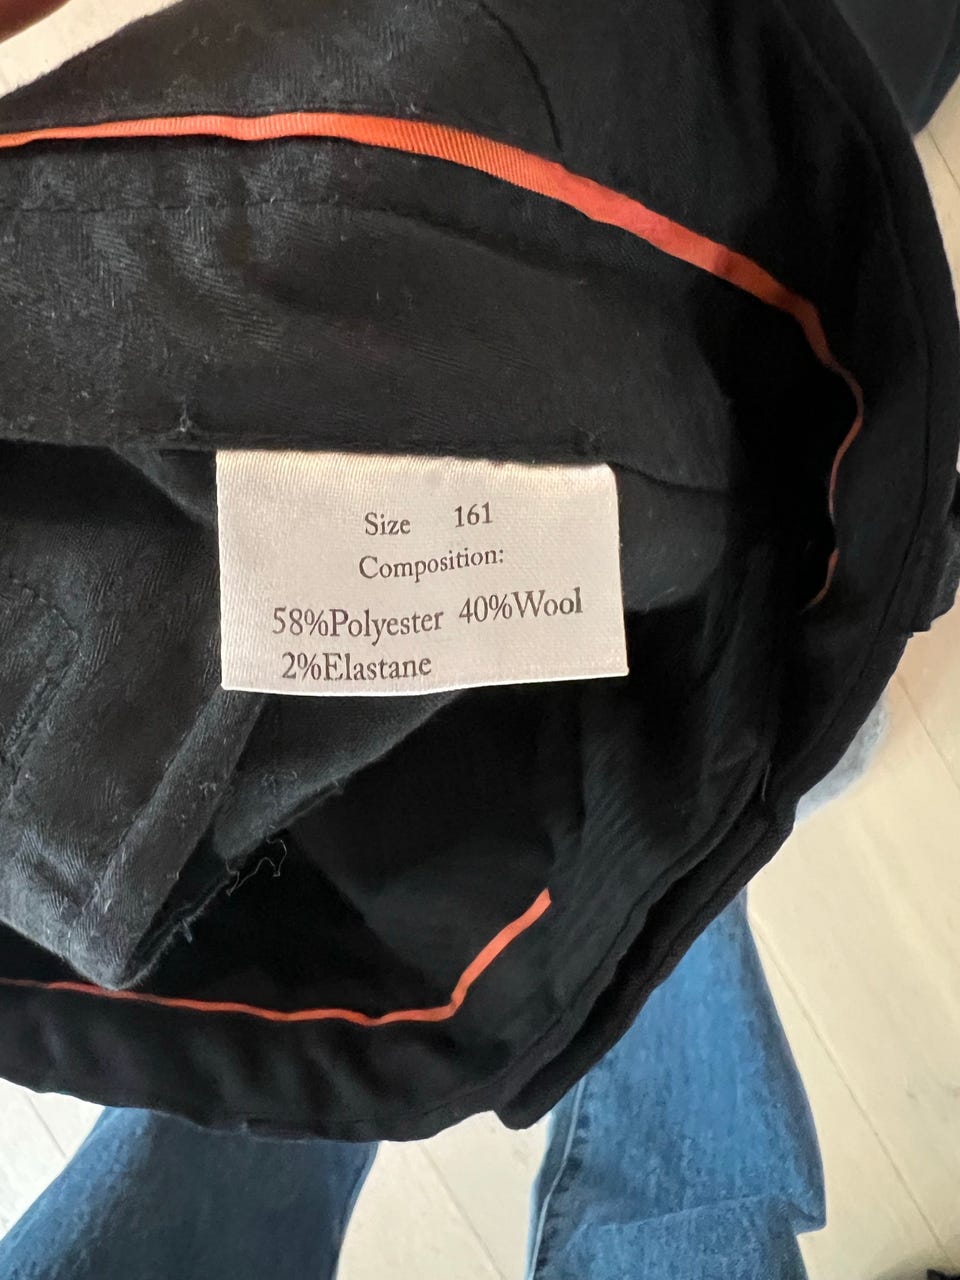 Size 161
Composition:
58%Polyester 40%Wool
2%Elastane